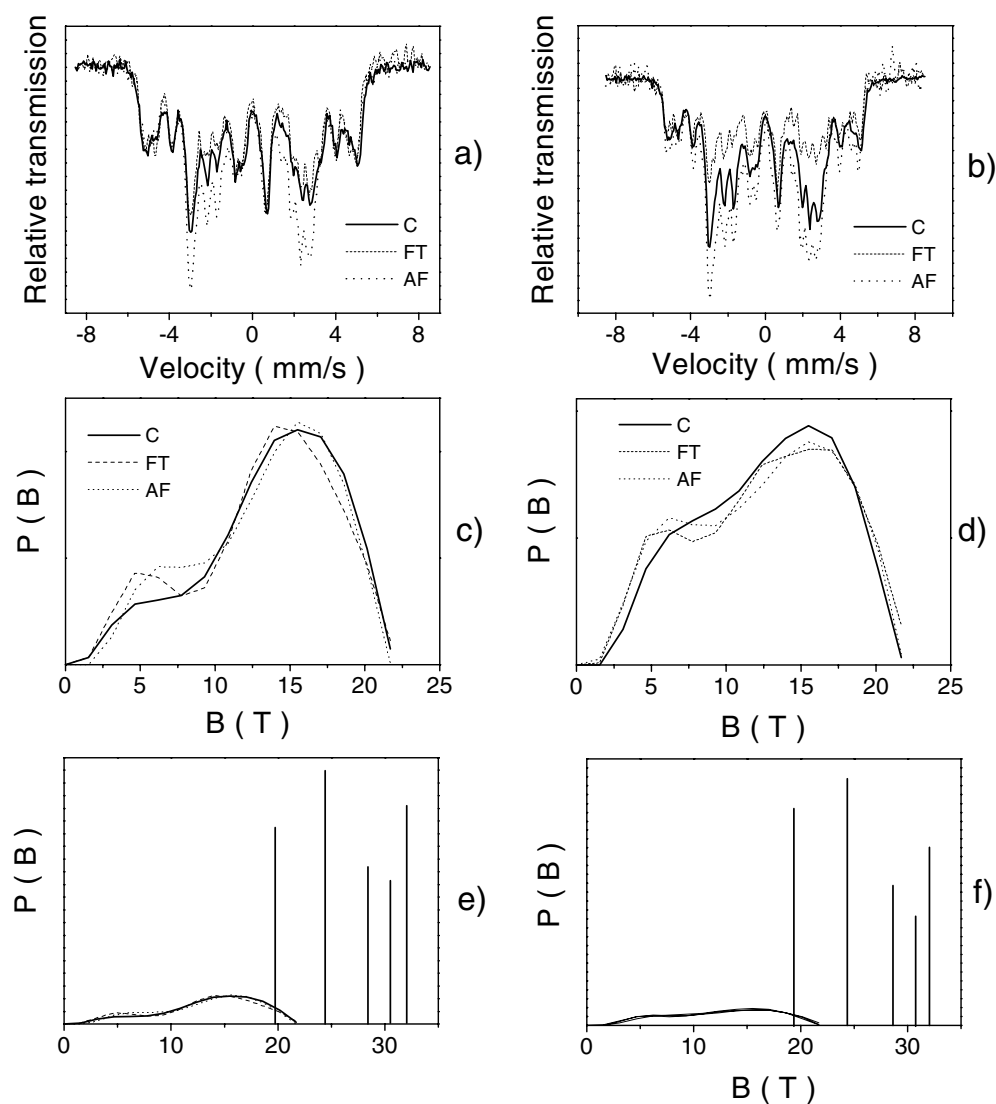 Relative transmission
a)
C
FT
AF
-8
-4
0
4
8
Velocity ( mm/s )
Relative transmission
b)
C
FT
AF
-8
-4
0
4
8
Velocity ( mm/s )
P ( B )
c)
C
FT
AF
0
5
10
15
20
25
B ( T )
P ( B )
d)
C
FT
AF
0
5
10
15
20
25
B ( T )
P ( B )
e)
0
10
20
30
P ( B )
f)
0
10
20
30
B ( T )